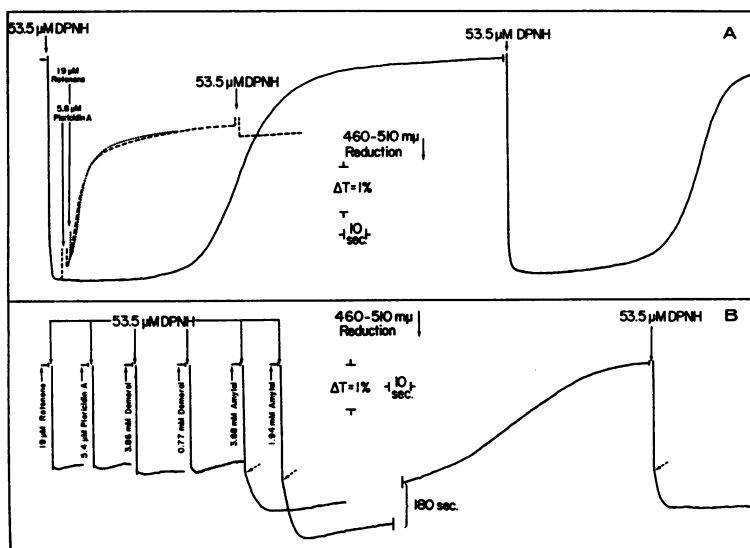 A
53.5 μM DPNH
19 μM
Rotenone
5.8 μM
Piericidin A
53.5 μM DPNH
53.5 μM DPNH
460-510 mμ
Reduction
ΔT=1%
10
sec.
B
53.5 μM DPNH
19 μM Rotenone
5.4 μM Piericidin A
3.86 mM Demerol
0.77 mM Demerol
3.88 mM Amytal
1.94 mM Amytal
460-510 mμ
Reduction
ΔT=1%
10
sec.
180 sec.
53.5 μM DPNH